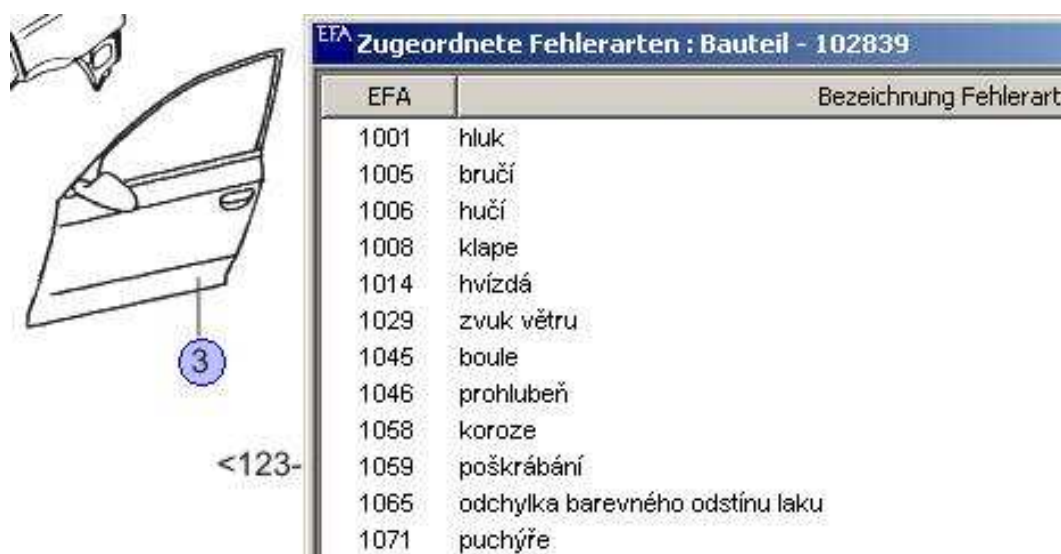 EFA Zugeordnete Fehlerarten : Bauteil - 102839
EFA Bezeichnung Fehlerart
1001 hluk
1005 bručí
1006 hučí
1008 klape
1014 hvízdá
1029 zvuk větru
1045 boule
1046 prohlubeň
1058 koroze
1059 poškrábání
1065 odchylka barevného odstínu laku
1071 puchýře
3
<123-